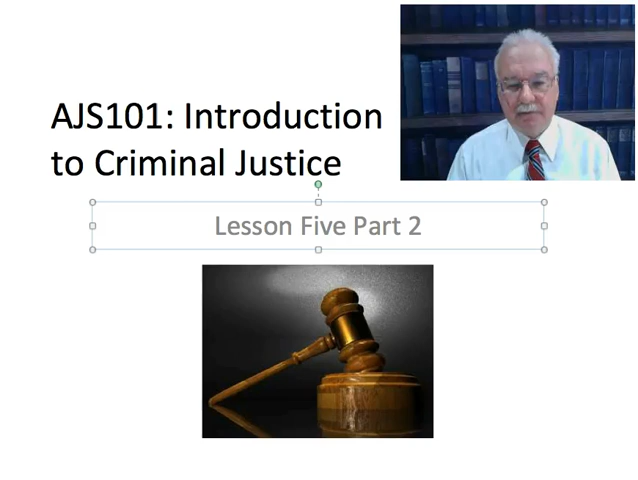 AJS101: Introduction
to Criminal Justice
Lesson Five Part 2